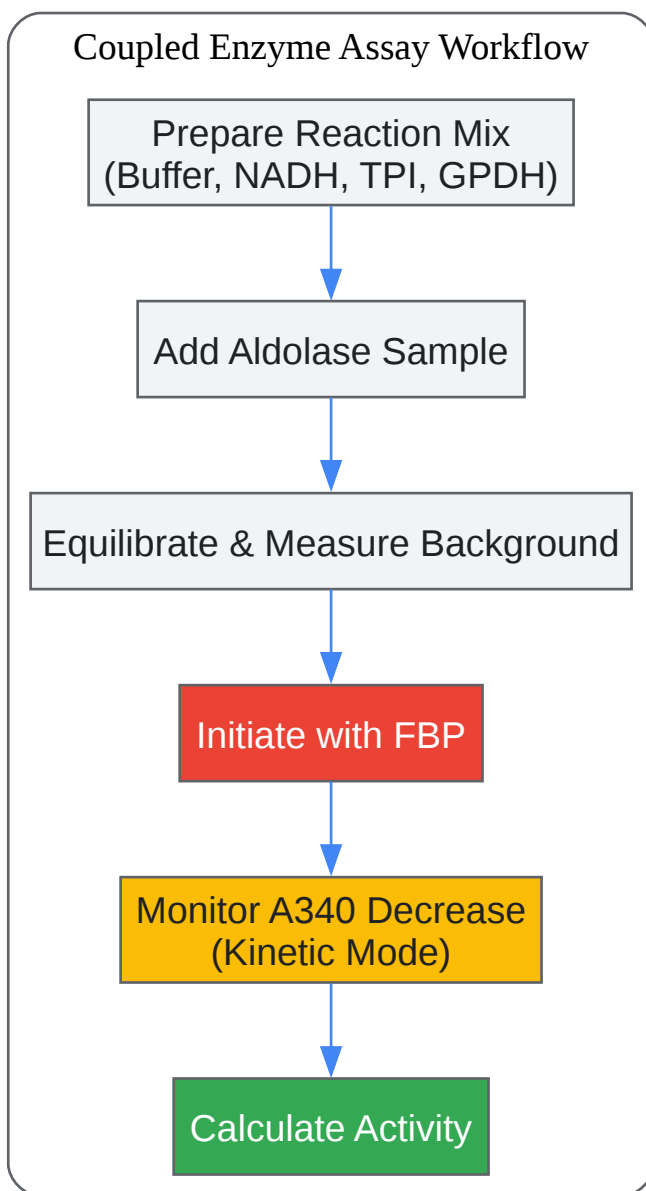 Coupled Enzyme Assay Workflow
Prepare Reaction Mix
(Buffer, NADH, TPI, GPDH)
Add Aldolase Sample
Equilibrate & Measure Background
Initiate with FBP
Monitor A340 Decrease
(Kinetic Mode)
Calculate Activity